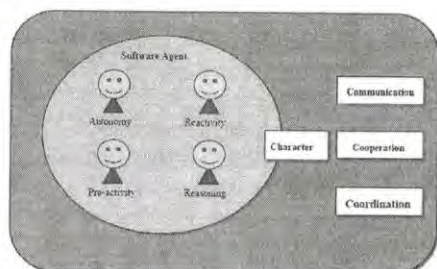 Software Agent
Autonomy
Reactivity
Pro-activity
Reasoning
Character
Communication
Cooperation
Coordination